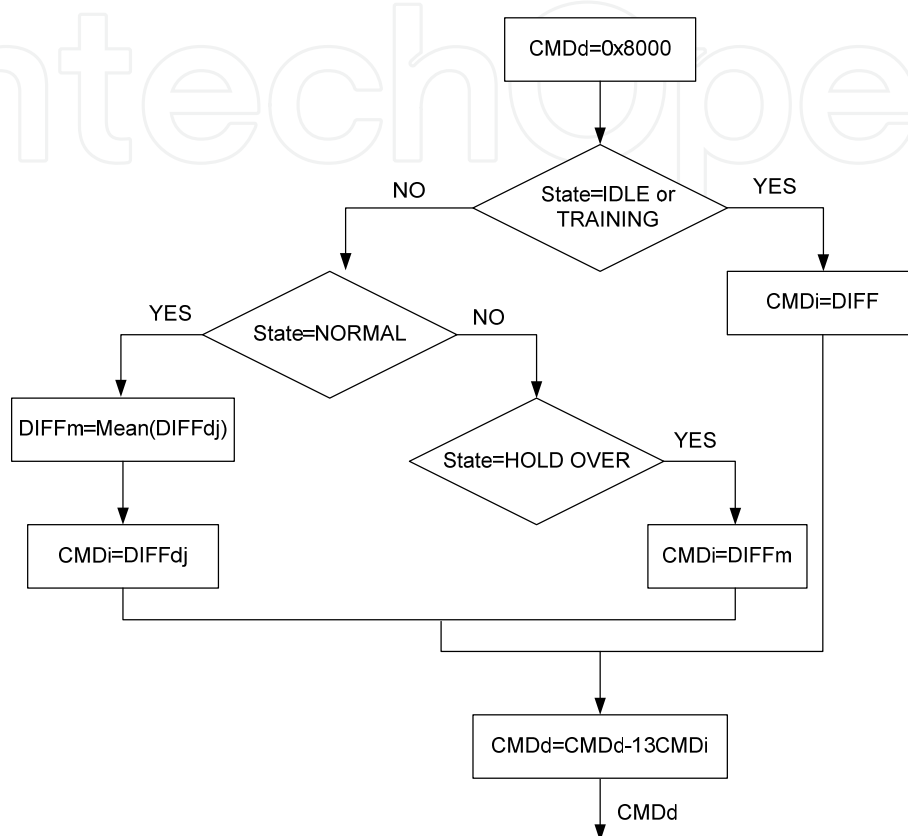 CMDd=0x8000
State=IDLE or
TRAINING
NO
YES
CMDi=DIFF
State=NORMAL
YES
NO
DIFFm=Mean(DIFFdj)
State=HOLD OVER
YES
CMDi=DIFFdj
CMDi=DIFFm
CMDd=CMDd-13CMDi
CMDd